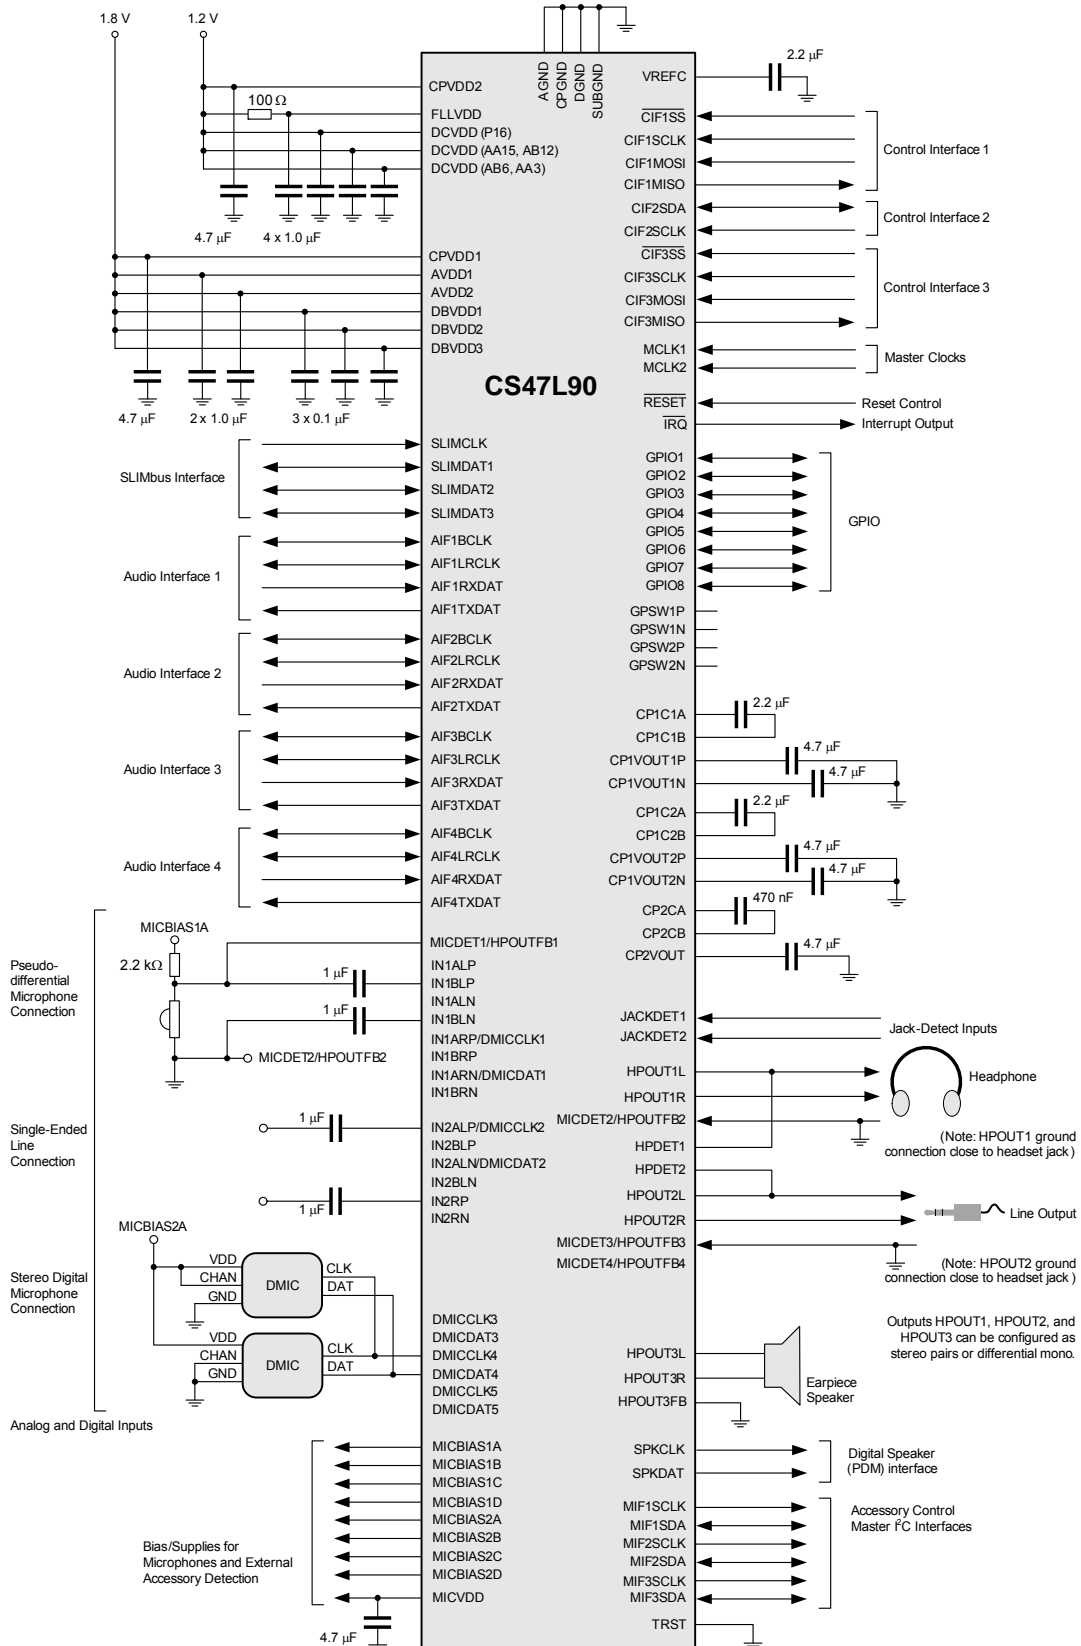 1.8 V
1.2 V
100 Ω
4.7 μF
4 x 1.0 μF
4.7 μF
2 x 1.0 μF
3 x 0.1 μF
CPVDD2
FLLVDD
DCVDD (P16)
DCVDD (AA15, AB12)
DCVDD (AB6, AA3)
CPVDD1
AVDD1
AVDD2
DBVDD1
DBVDD2
DBVDD3
AGND
CPGND
DGND
SUBGND
CS47L90
SLIMbus Interface
SLIMCLK
SLIMDAT1
SLIMDAT2
SLIMDAT3
Audio Interface 1
AIF1BCLK
AIF1LRCLK
AIF1RXDAT
AIF1TXDAT
Audio Interface 2
AIF2BCLK
AIF2LRCLK
AIF2RXDAT
AIF2TXDAT
Audio Interface 3
AIF3BCLK
AIF3LRCLK
AIF3RXDAT
AIF3TXDAT
Audio Interface 4
AIF4BCLK
AIF4LRCLK
AIF4RXDAT
AIF4TXDAT
MICBIAS1A
2.2 kΩ
Pseudo-
differential
Microphone
Connection
1 μF
1 μF
MICDET2/HPOUTFB2
MICDET1/HPOUTFB1
IN1ALP
IN1BLP
IN1ALN
IN1BLN
IN1ARP/DMICCLK1
IN1BRP
IN1ARN/DMICDAT1
IN1BRN
Single-Ended
Line
Connection
1 μF
1 μF
IN2ALP/DMICCLK2
IN2BLP
IN2ALN/DMICDAT2
IN2BLN
IN2RP
IN2RN
MICBIAS2A
Stereo Digital
Microphone
Connection
VDD
CHAN
GND
DMIC
CLK
DAT
VDD
CHAN
GND
DMIC
CLK
DAT
DMICCLK3
DMICDAT3
DMICCLK4
DMICDAT4
DMICCLK5
DMICDAT5
Analog and Digital Inputs
Bias/Supplies for
Microphones and External
Accessory Detection
MICBIAS1A
MICBIAS1B
MICBIAS1C
MICBIAS1D
MICBIAS2A
MICBIAS2B
MICBIAS2C
MICBIAS2D
MICVDD
4.7 μF
VREFC
2.2 μF
CIF1SS
CIF1SCLK
CIF1MOSI
CIF1MISO
Control Interface 1
CIF2SDA
CIF2SCLK
Control Interface 2
CIF3SS
CIF3SCLK
CIF3MOSI
CIF3MISO
Control Interface 3
MCLK1
MCLK2
Master Clocks
RESET
Reset Control
IRQ
Interrupt Output
GPIO1
GPIO2
GPIO3
GPIO4
GPIO5
GPIO6
GPIO7
GPIO8
GPIO
GPSW1P
GPSW1N
GPSW2P
GPSW2N
CP1C1A
2.2 μF
CP1C1B
CP1VOUT1P
4.7 μF
CP1VOUT1N
4.7 μF
CP1C2A
2.2 μF
CP1C2B
CP1VOUT2P
4.7 μF
CP1VOUT2N
4.7 μF
CP2CA
470 nF
CP2CB
CP2VOUT
4.7 μF
JACKDET1
JACKDET2
Jack-Detect Inputs
HPOUT1L
HPOUT1R
Headphone
MICDET2/HPOUTFB2
HPDET1
(Note: HPOUT1 ground
connection close to headset jack )
HPDET2
HPOUT2L
HPOUT2R
Line Output
MICDET3/HPOUTFB3
MICDET4/HPOUTFB4
(Note: HPOUT2 ground
connection close to headset jack )
Outputs HPOUT1, HPOUT2, and
HPOUT3 can be configured as
stereo pairs or differential mono.
HPOUT3L
HPOUT3R
HPOUT3FB
Earpiece
Speaker
SPKCLK
SPKDAT
Digital Speaker
(PDM) interface
MIF1SCLK
MIF1SDA
MIF2SCLK
MIF2SDA
MIF3SCLK
MIF3SDA
Accessory Control
Master I²C Interfaces
TRST